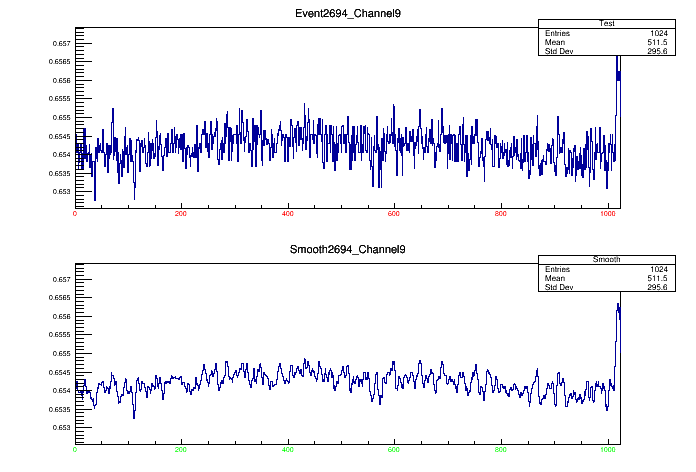 Event2694_Channel9
Test
Entries 1024
Mean 511.5
Std Dev 295.6
0.657
0.6565
0.656
0.6555
0.655
0.6545
0.654
0.6535
0.653
0 200 400 600 800 1000
Smooth2694_Channel9
Smooth
Entries 1024
Mean 511.5
Std Dev 295.6
0.657
0.6565
0.656
0.6555
0.655
0.6545
0.654
0.6535
0.653
0 200 400 600 800 1000